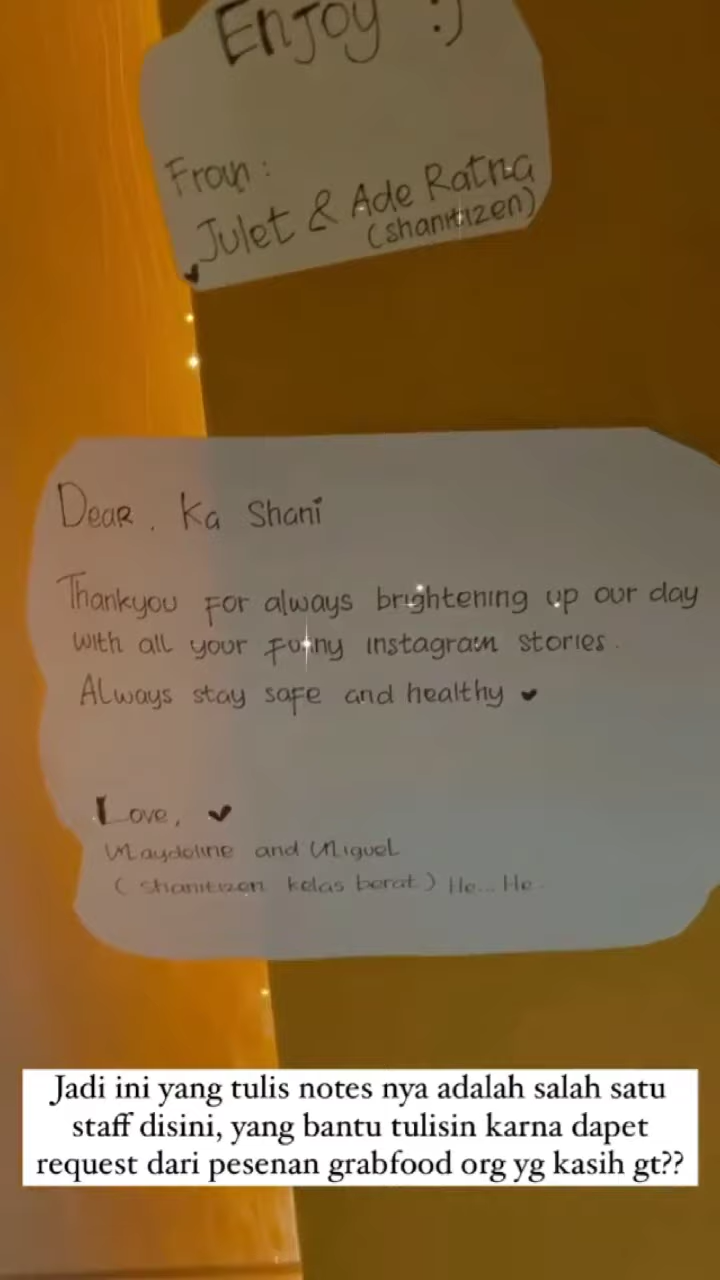 Enjoy :)
From :
Julet & Ade Ratna
(shanitizen)
Dear, Ka Shani
Thankyou for always brightening up our day
with all your funny instagram stories.
Always stay safe and healthy ♥
Love, ♥
Maydeline and Miguel
( shanitizen kelas berat ) He... He...
Jadi ini yang tulis notes nya adalah salah satu
staff disini, yang bantu tulisin karna dapet
request dari pesenan grabfood org yg kasih gt??